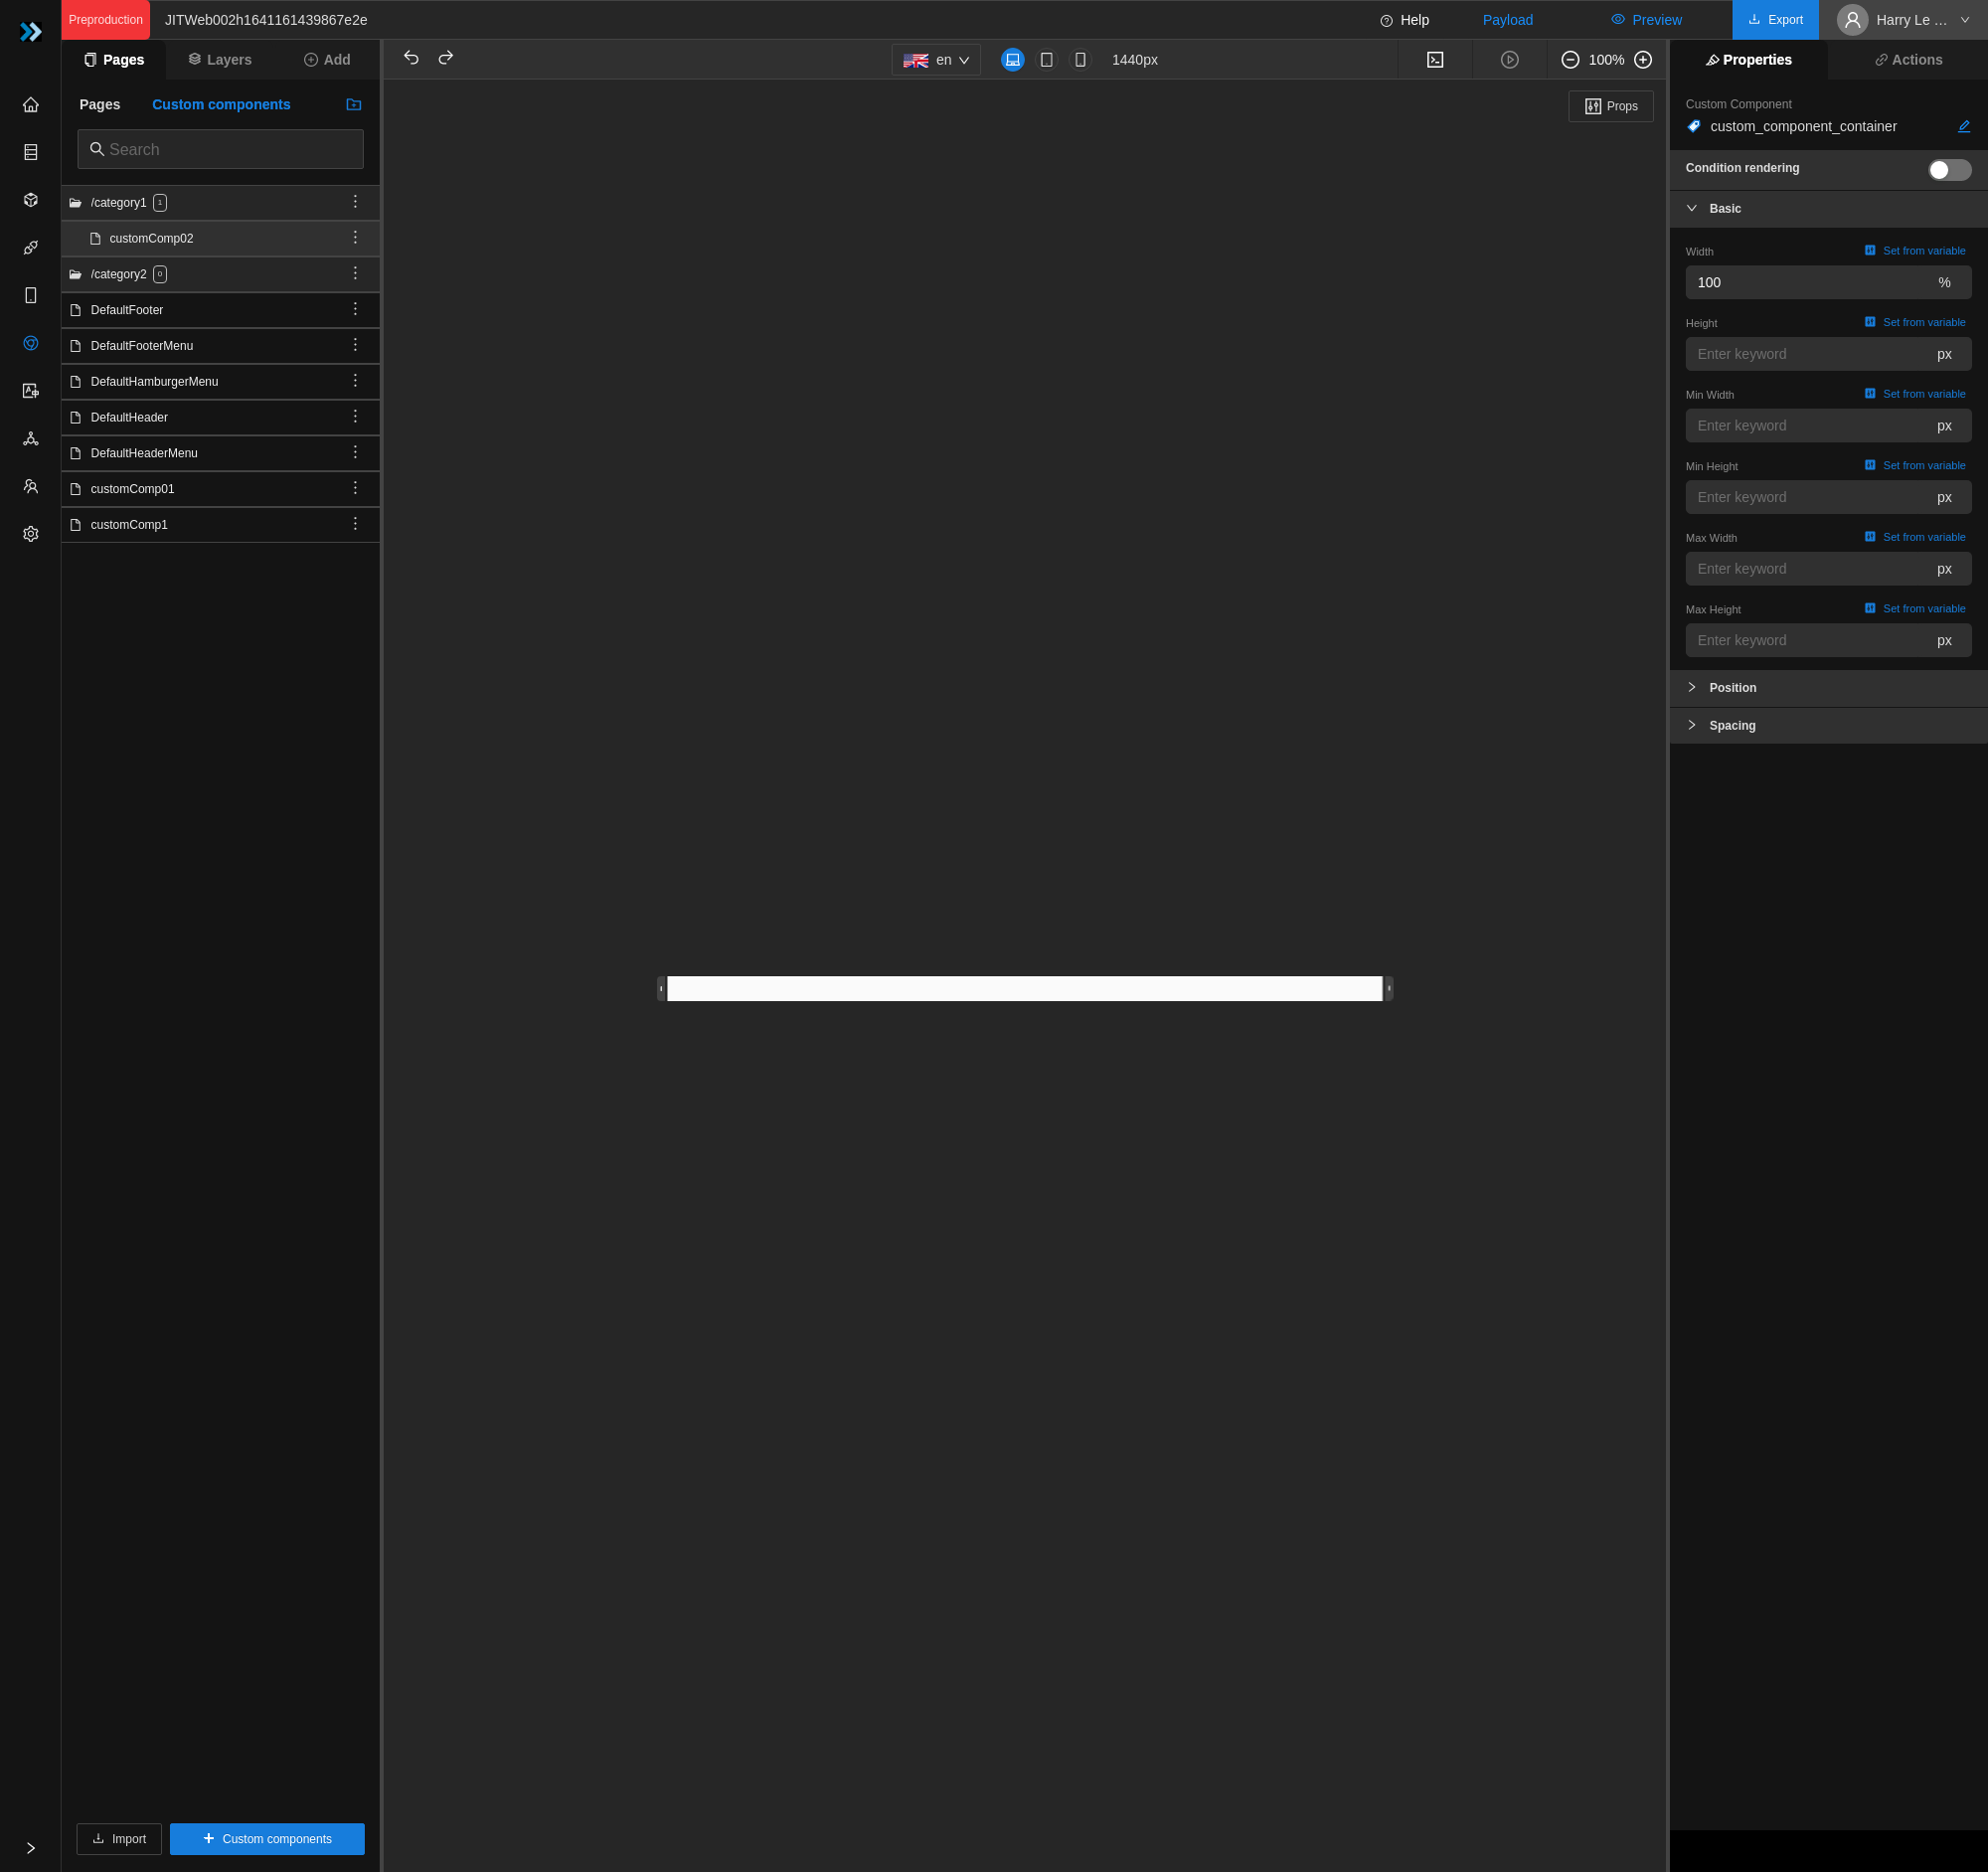 Preproduction
JITWeb002h1641161439867e2e
Help
Payload
Preview
Export
Harry Le ...
Pages
Layers
Add
en
1440px
100%
Properties
Actions
Pages
Custom components
Search
/category1 1
customComp02
/category2 0
DefaultFooter
DefaultFooterMenu
DefaultHamburgerMenu
DefaultHeader
DefaultHeaderMenu
customComp01
customComp1
Import
Custom components
Props
Custom Component
custom_component_container
Condition rendering
Basic
Width Set from variable
100 %
Height Set from variable
Enter keyword px
Min Width Set from variable
Enter keyword px
Min Height Set from variable
Enter keyword px
Max Width Set from variable
Enter keyword px
Max Height Set from variable
Enter keyword px
Position
Spacing